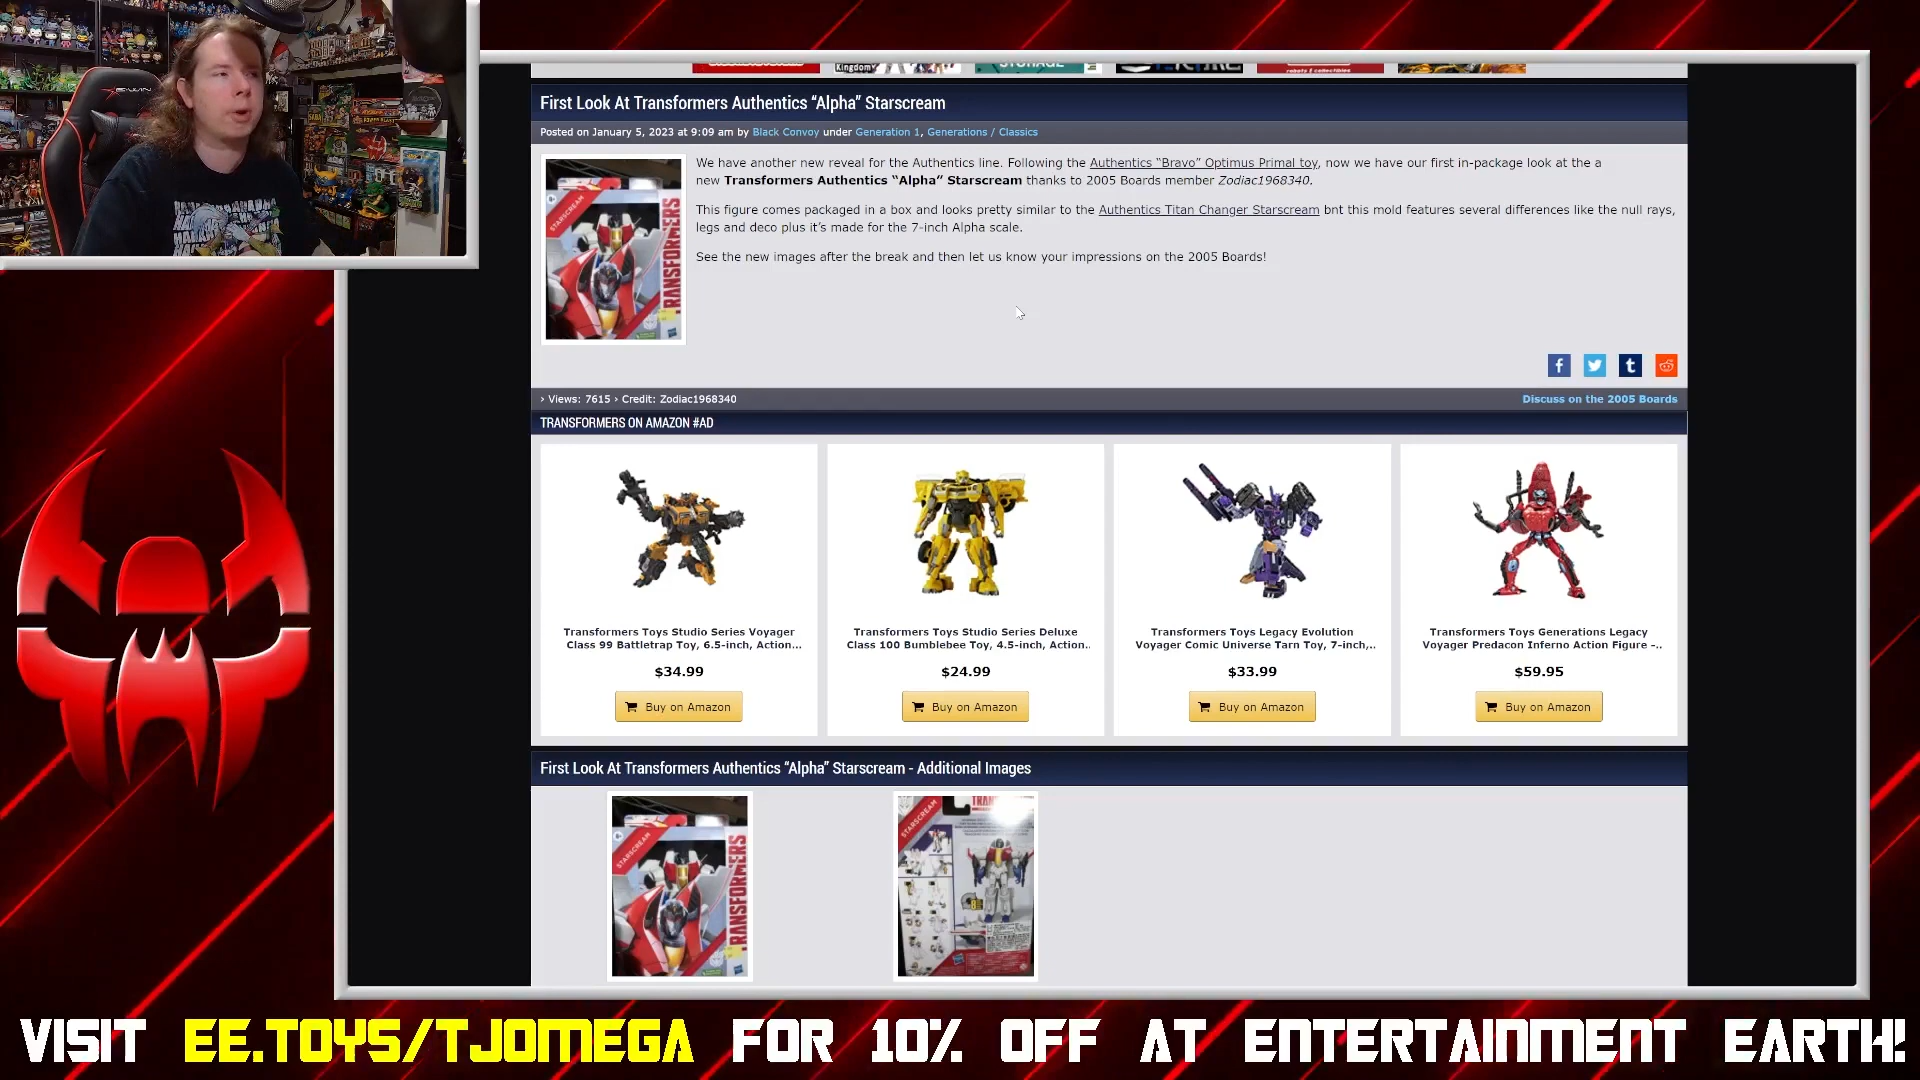 Kingdom
STORAGE
robots & collectibles
First Look At Transformers Authentics “Alpha” Starscream
Posted on January 5, 2023 at 9:09 am by Black Convoy under Generation 1, Generations / Classics
We have another new reveal for the Authentics line. Following the Authentics “Bravo” Optimus Primal toy, now we have our first in-package look at the a
new Transformers Authentics “Alpha” Starscream thanks to 2005 Boards member Zodiac1968340.
This figure comes packaged in a box and looks pretty similar to the Authentics Titan Changer Starscream bnt this mold features several differences like the null rays,
legs and deco plus it’s made for the 7-inch Alpha scale.
See the new images after the break and then let us know your impressions on the 2005 Boards!
STARSCREAM
TRANSFORMERS
› Views: 7615 › Credit: Zodiac1968340
Discuss on the 2005 Boards
TRANSFORMERS ON AMAZON #AD
Transformers Toys Studio Series Voyager
Class 99 Battletrap Toy, 6.5-inch, Action...
$34.99
Buy on Amazon
Transformers Toys Studio Series Deluxe
Class 100 Bumblebee Toy, 4.5-inch, Action..
$24.99
Buy on Amazon
Transformers Toys Legacy Evolution
Voyager Comic Universe Tarn Toy, 7-inch,..
$33.99
Buy on Amazon
Transformers Toys Generations Legacy
Voyager Predacon Inferno Action Figure -..
$59.95
Buy on Amazon
First Look At Transformers Authentics “Alpha” Starscream - Additional Images
STARSCREAM
TRANSFORMERS
STARSCREAM
VISIT EE.TOYS/TJOMEGA FOR 10% OFF AT ENTERTAINMENT EARTH!